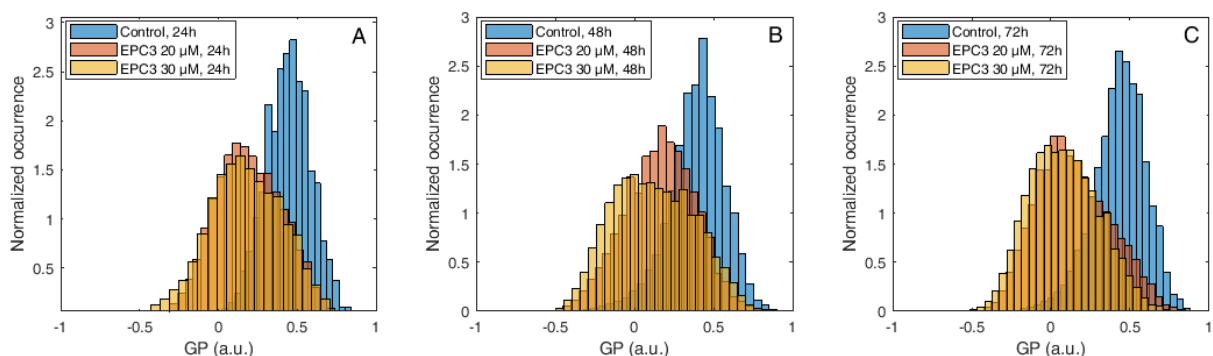 A
Control, 24h
EPC3 20 µM, 24h
EPC3 30 µM, 24h
Normalized occurrence
3
2.5
2
1.5
1
0.5
-1
-0.5
0
0.5
1
GP (a.u.)
B
Control, 48h
EPC3 20 µM, 48h
EPC3 30 µM, 48h
Normalized occurrence
3
2.5
2
1.5
1
0.5
0
-1
-0.5
0
0.5
1
GP (a.u.)
C
Control, 72h
EPC3 20 µM, 72h
EPC3 30 µM, 72h
Normalized occurrence
3
2.5
2
1.5
1
0.5
0
-1
-0.5
0
0.5
1
GP (a.u.)